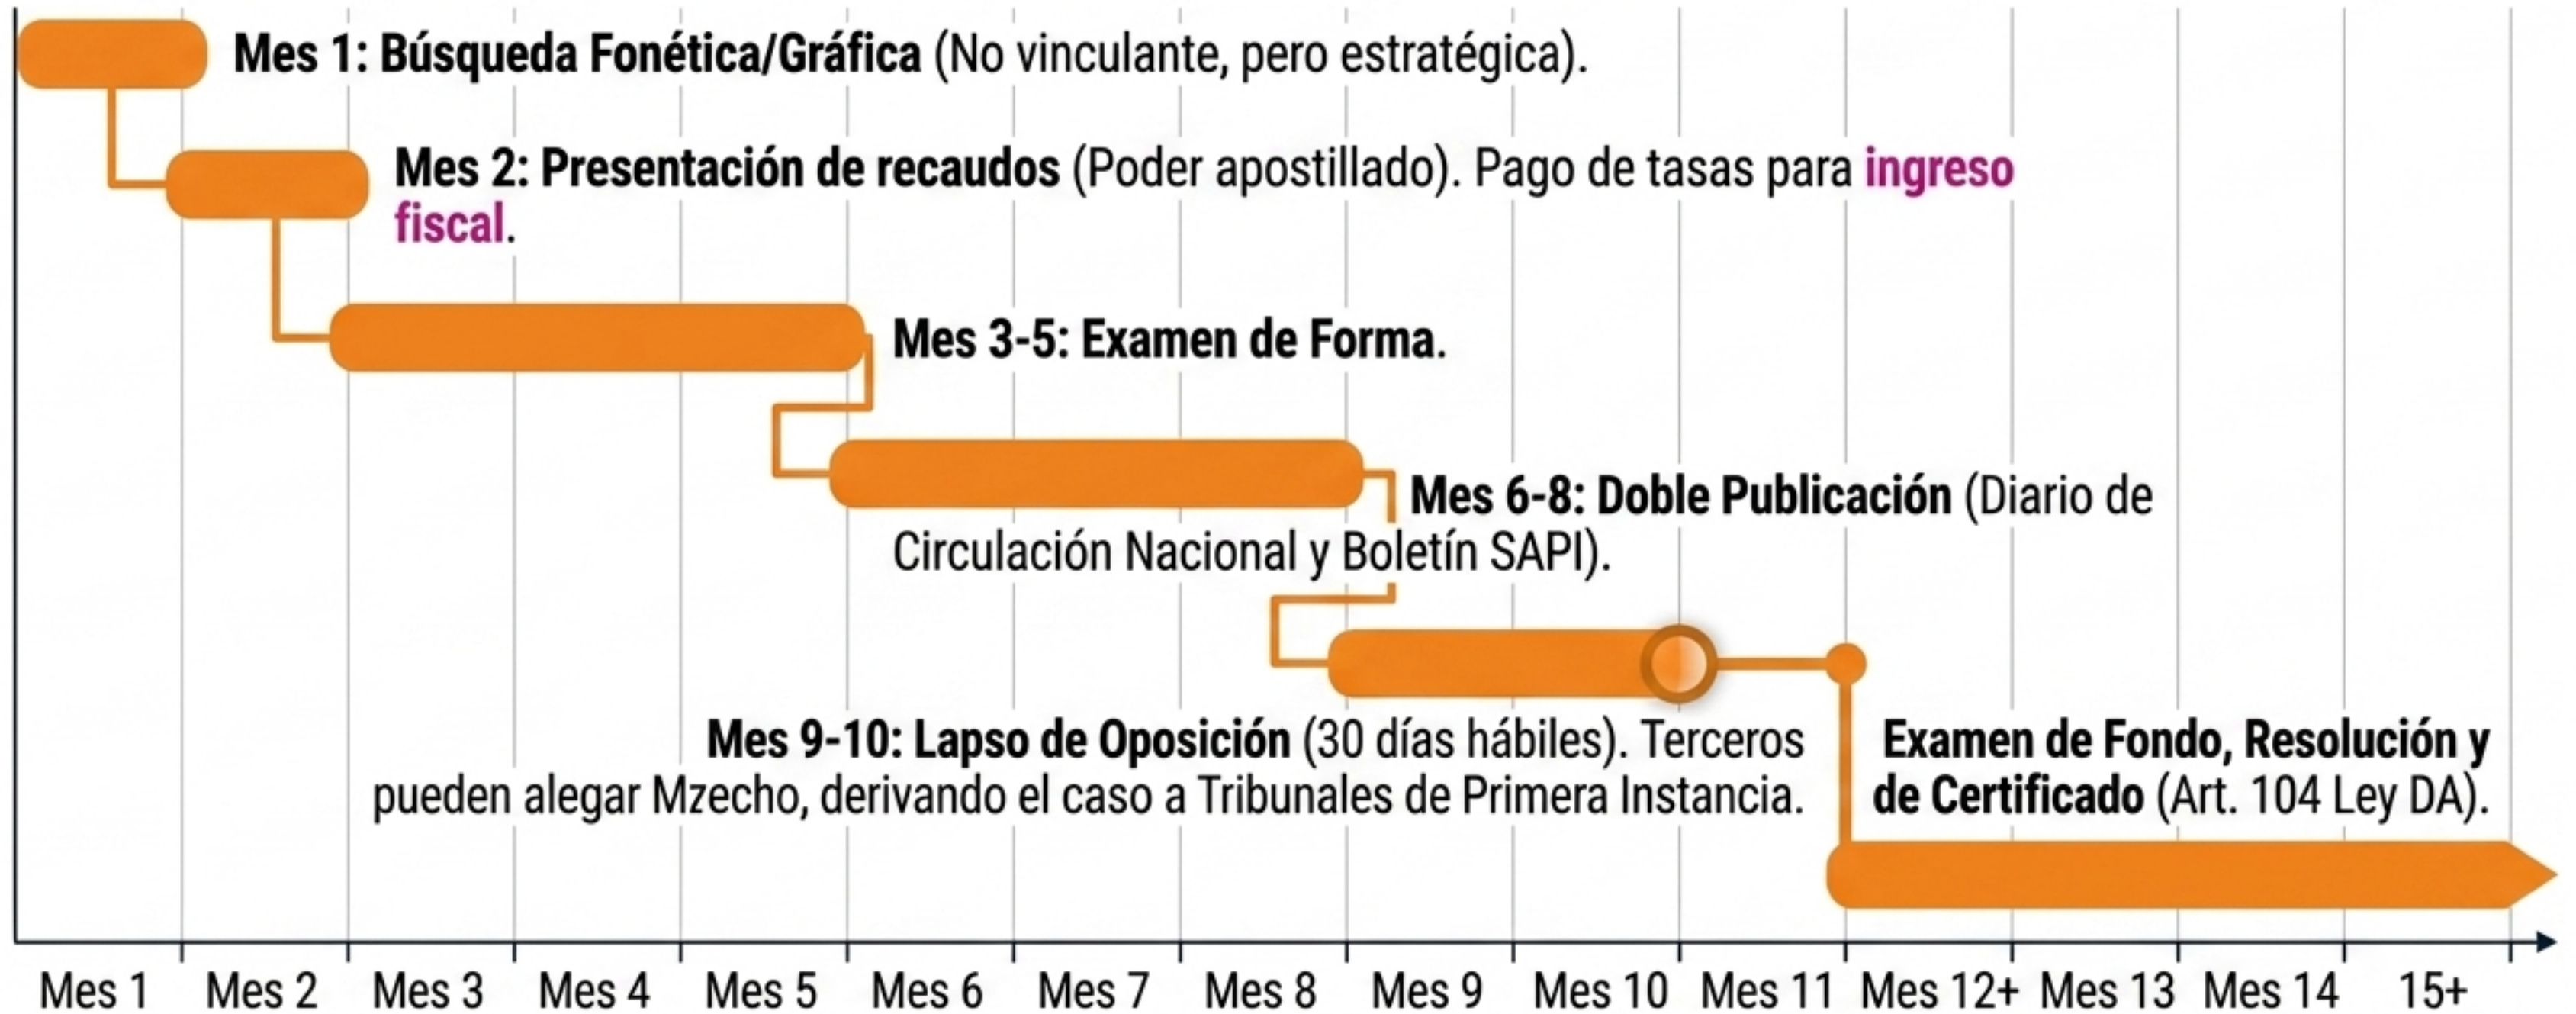 Mes 1: Búsqueda Fonética/Gráfica (No vinculante, pero estratégica).
Mes 2: Presentación de recaudos (Poder apostillado). Pago de tasas para ingreso
fiscal.
Mes 3-5: Examen de Forma.
Mes 6-8: Doble Publicación (Diario de
Circulación Nacional y Boletín SAPI).
Mes 9-10: Lapso de Oposición (30 días hábiles). Terceros
pueden alegar Mzecho, derivando el caso a Tribunales de Primera Instancia.
Examen de Fondo, Resolución y
de Certificado (Art. 104 Ley DA).
Mes 1 Mes 2 Mes 3 Mes 4 Mes 5 Mes 6 Mes 7 Mes 8 Mes 9 Mes 10 Mes 11 Mes 12+ Mes 13 Mes 14 15+